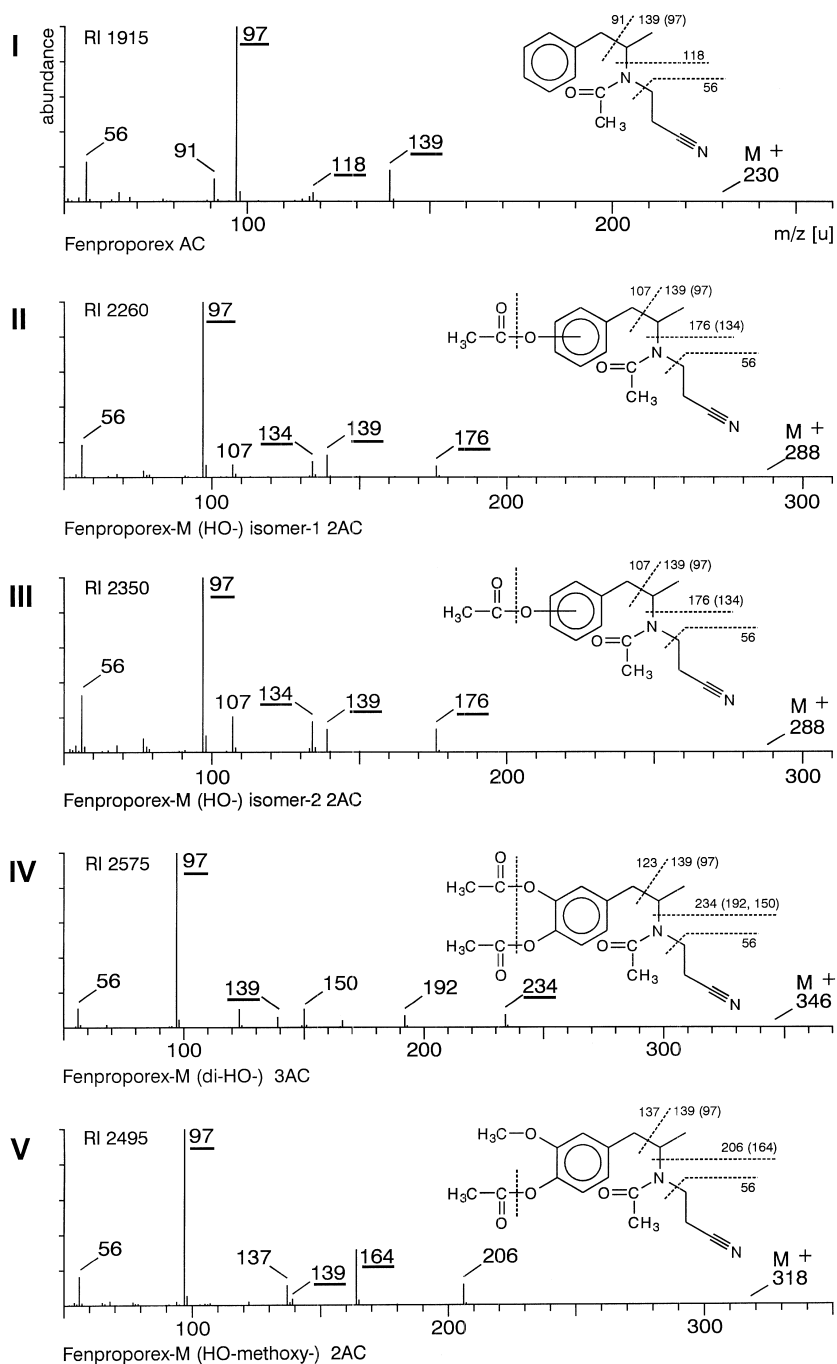 I
abundance
RI 1915
97
56
91
118
139
M +
230
91 139 (97)
118
56
N
O
C
CH3
N
100
200
m/z [u]
Fenproporex AC
II
RI 2260
97
56
107
134
139
176
M +
288
107 139 (97)
176 (134)
56
O
H3C C O
N
O C
CH3
N
100
200
300
Fenproporex-M (HO-) isomer-1 2AC
III
RI 2350
97
56
107
134
139
176
M +
288
107 139 (97)
176 (134)
56
O
H3C C O
N
O C
CH3
N
100
200
300
Fenproporex-M (HO-) isomer-2 2AC
IV
RI 2575
97
56
139
150
192
234
M +
346
123 139 (97)
234 (192, 150)
56
O
H3C C O
H3C C O
O
N
O C
CH3
N
100
200
300
Fenproporex-M (di-HO-) 3AC
V
RI 2495
97
56
137
139
164
206
M +
318
137 139 (97)
206 (164)
56
H3C O
H3C C O
O
N
O C
CH3
N
100
200
300
Fenproporex-M (HO-methoxy-) 2AC